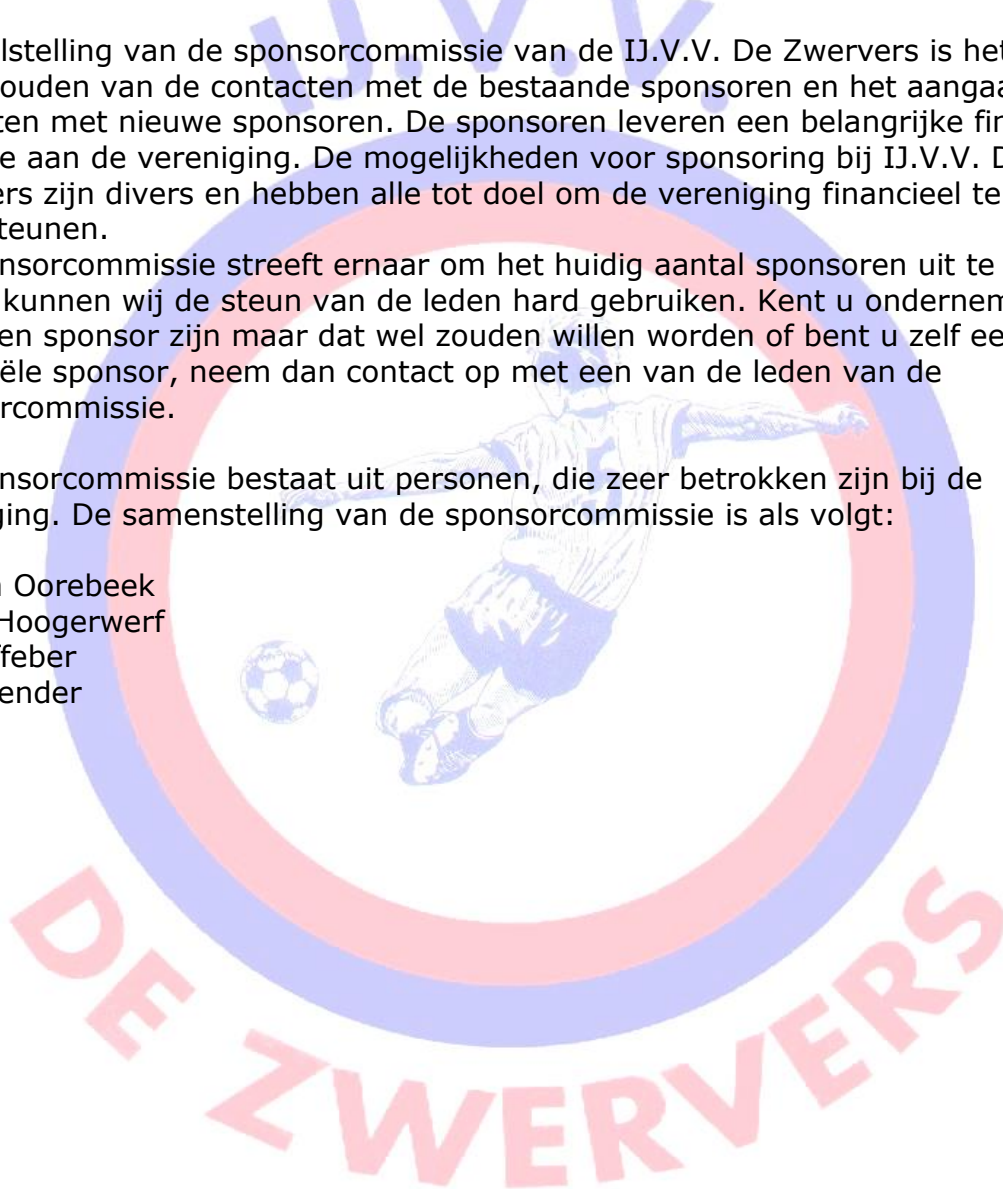 IJ.V.V.
lstelling van de sponsorcommissie van de IJ.V.V. De Zwervers is het
ouden van de contacten met de bestaande sponsoren en het aangaa
ten met nieuwe sponsoren. De sponsoren leveren een belangrijke fin
e aan de vereniging. De mogelijkheden voor sponsoring bij IJ.V.V. D
ers zijn divers en hebben alle tot doel om de vereniging financieel te
teunen.
nsorcommissie streeft ernaar om het huidig aantal sponsoren uit te
kunnen wij de steun van de leden hard gebruiken. Kent u ondernem
en sponsor zijn maar dat wel zouden willen worden of bent u zelf ee
ële sponsor, neem dan contact op met een van de leden van de
rcommissie.
nsorcommissie bestaat uit personen, die zeer betrokken zijn bij de
ging. De samenstelling van de sponsorcommissie is als volgt:
Oorebeek
Hoogerwerf
feber
ender
DE ZWERVERS